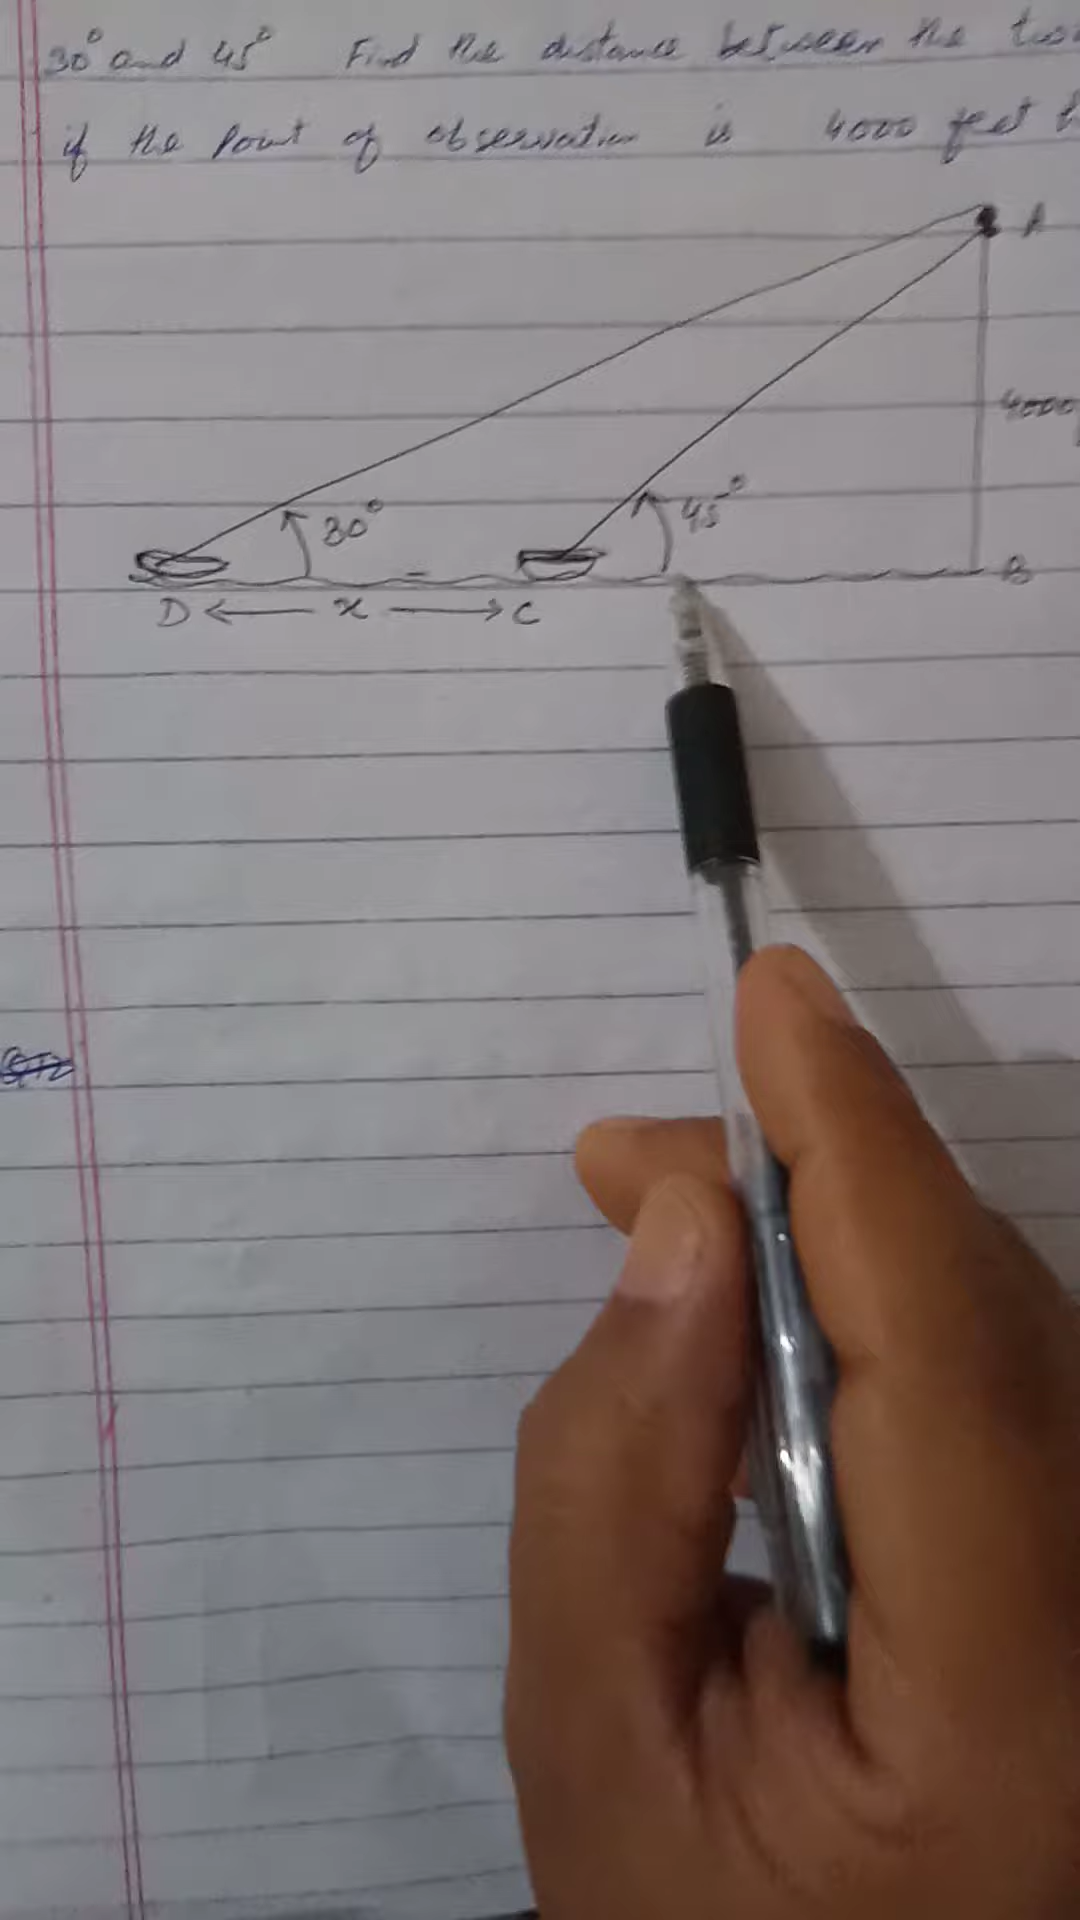 30° and 45° Find the distance between the
if the Point of observation is 4000 feet
A
4000
30°
45°
B
D ← x → C